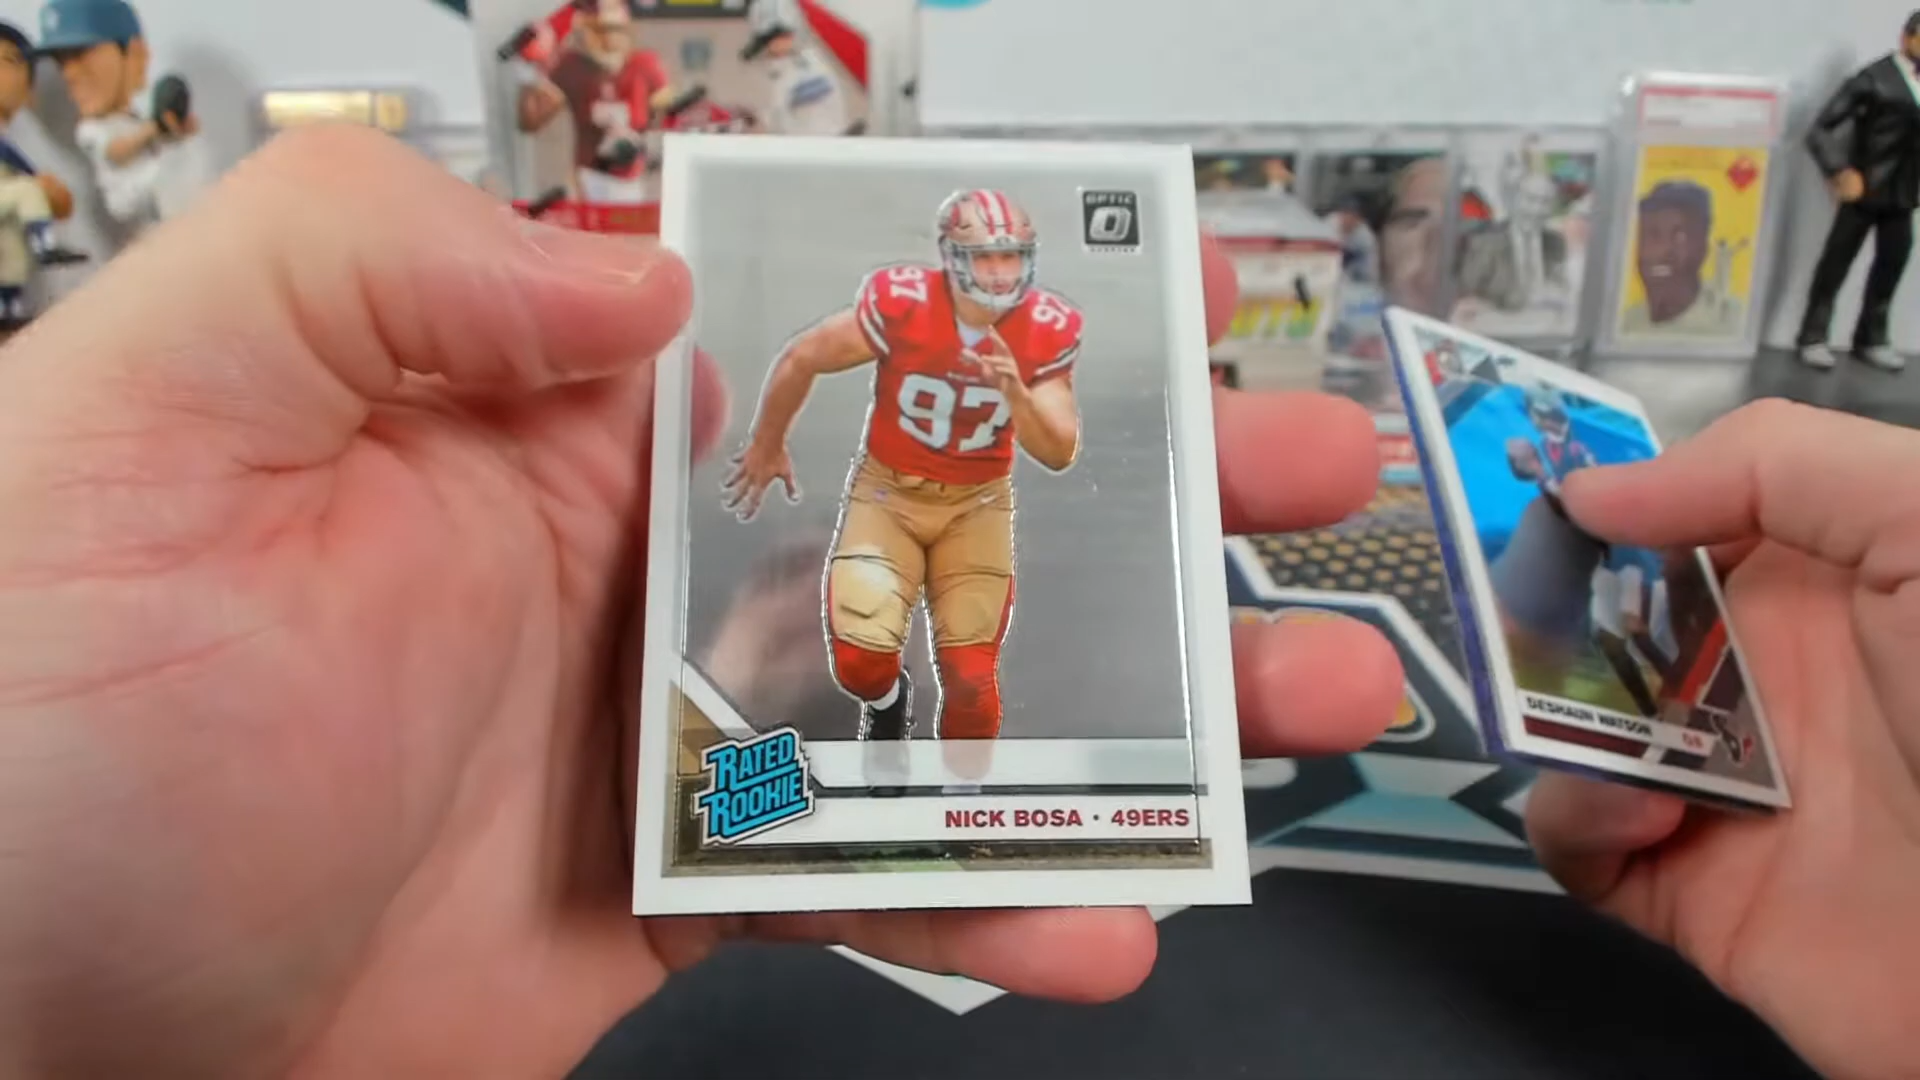 OPTIC
97
97
97
RATED
ROOKIE
NICK BOSA · 49ERS
DESHAUN WATSON QB